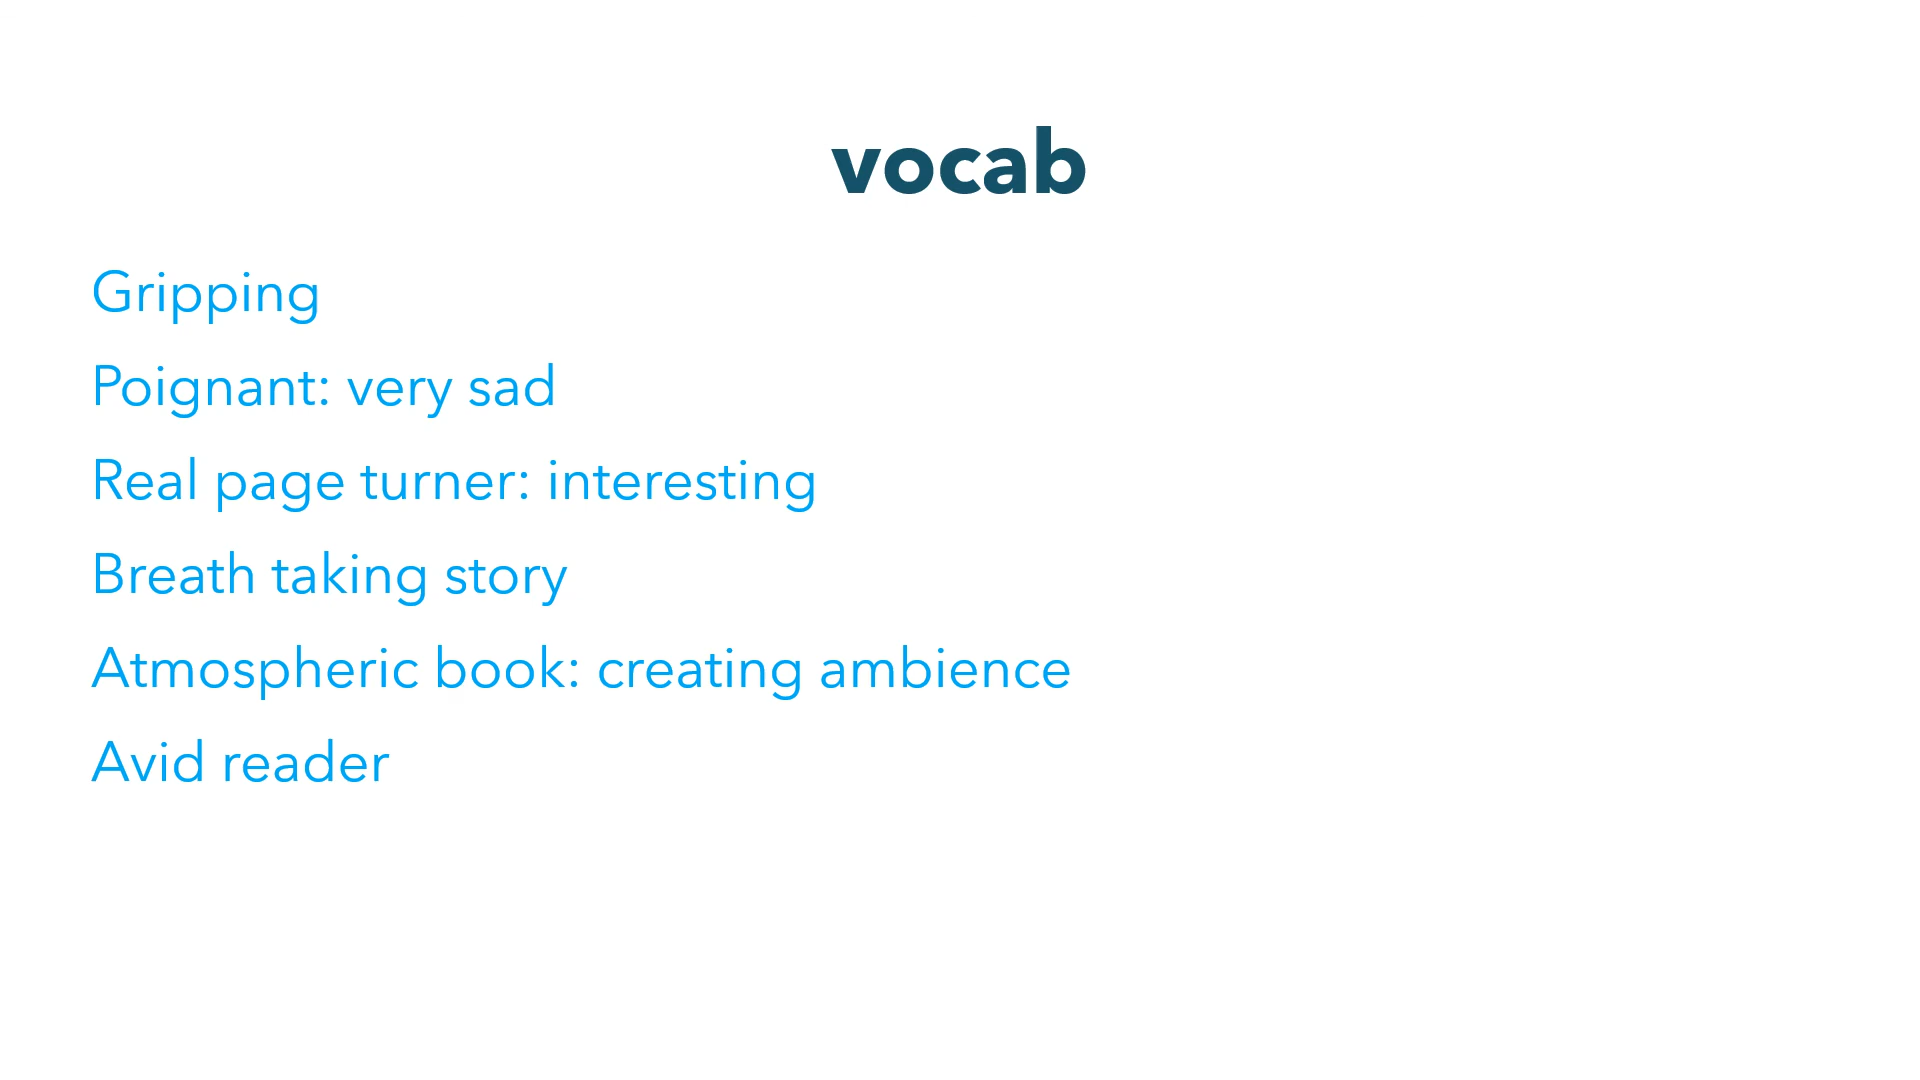 vocab
Gripping
Poignant: very sad
Real page turner: interesting
Breath taking story
Atmospheric book: creating ambience
Avid reader